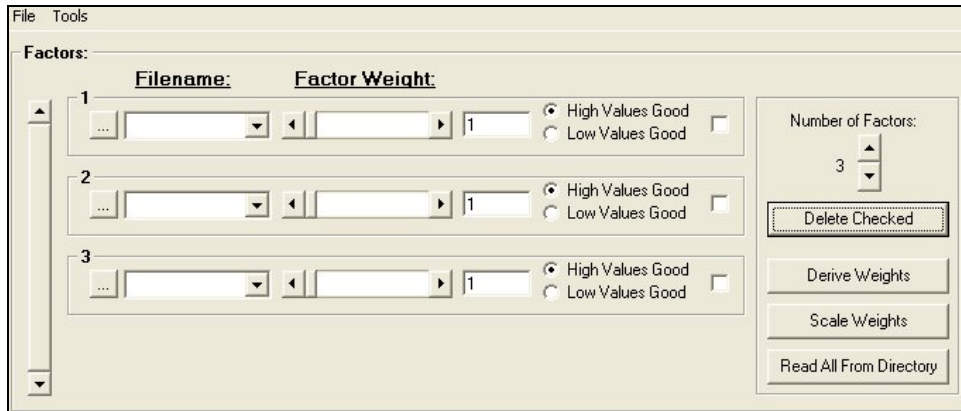 File Tools
Factors:
Filename: Factor Weight:
1
... 1 High Values Good
Low Values Good
2
... 1 High Values Good
Low Values Good
3
... 1 High Values Good
Low Values Good
Number of Factors:
3
Delete Checked
Derive Weights
Scale Weights
Read All From Directory